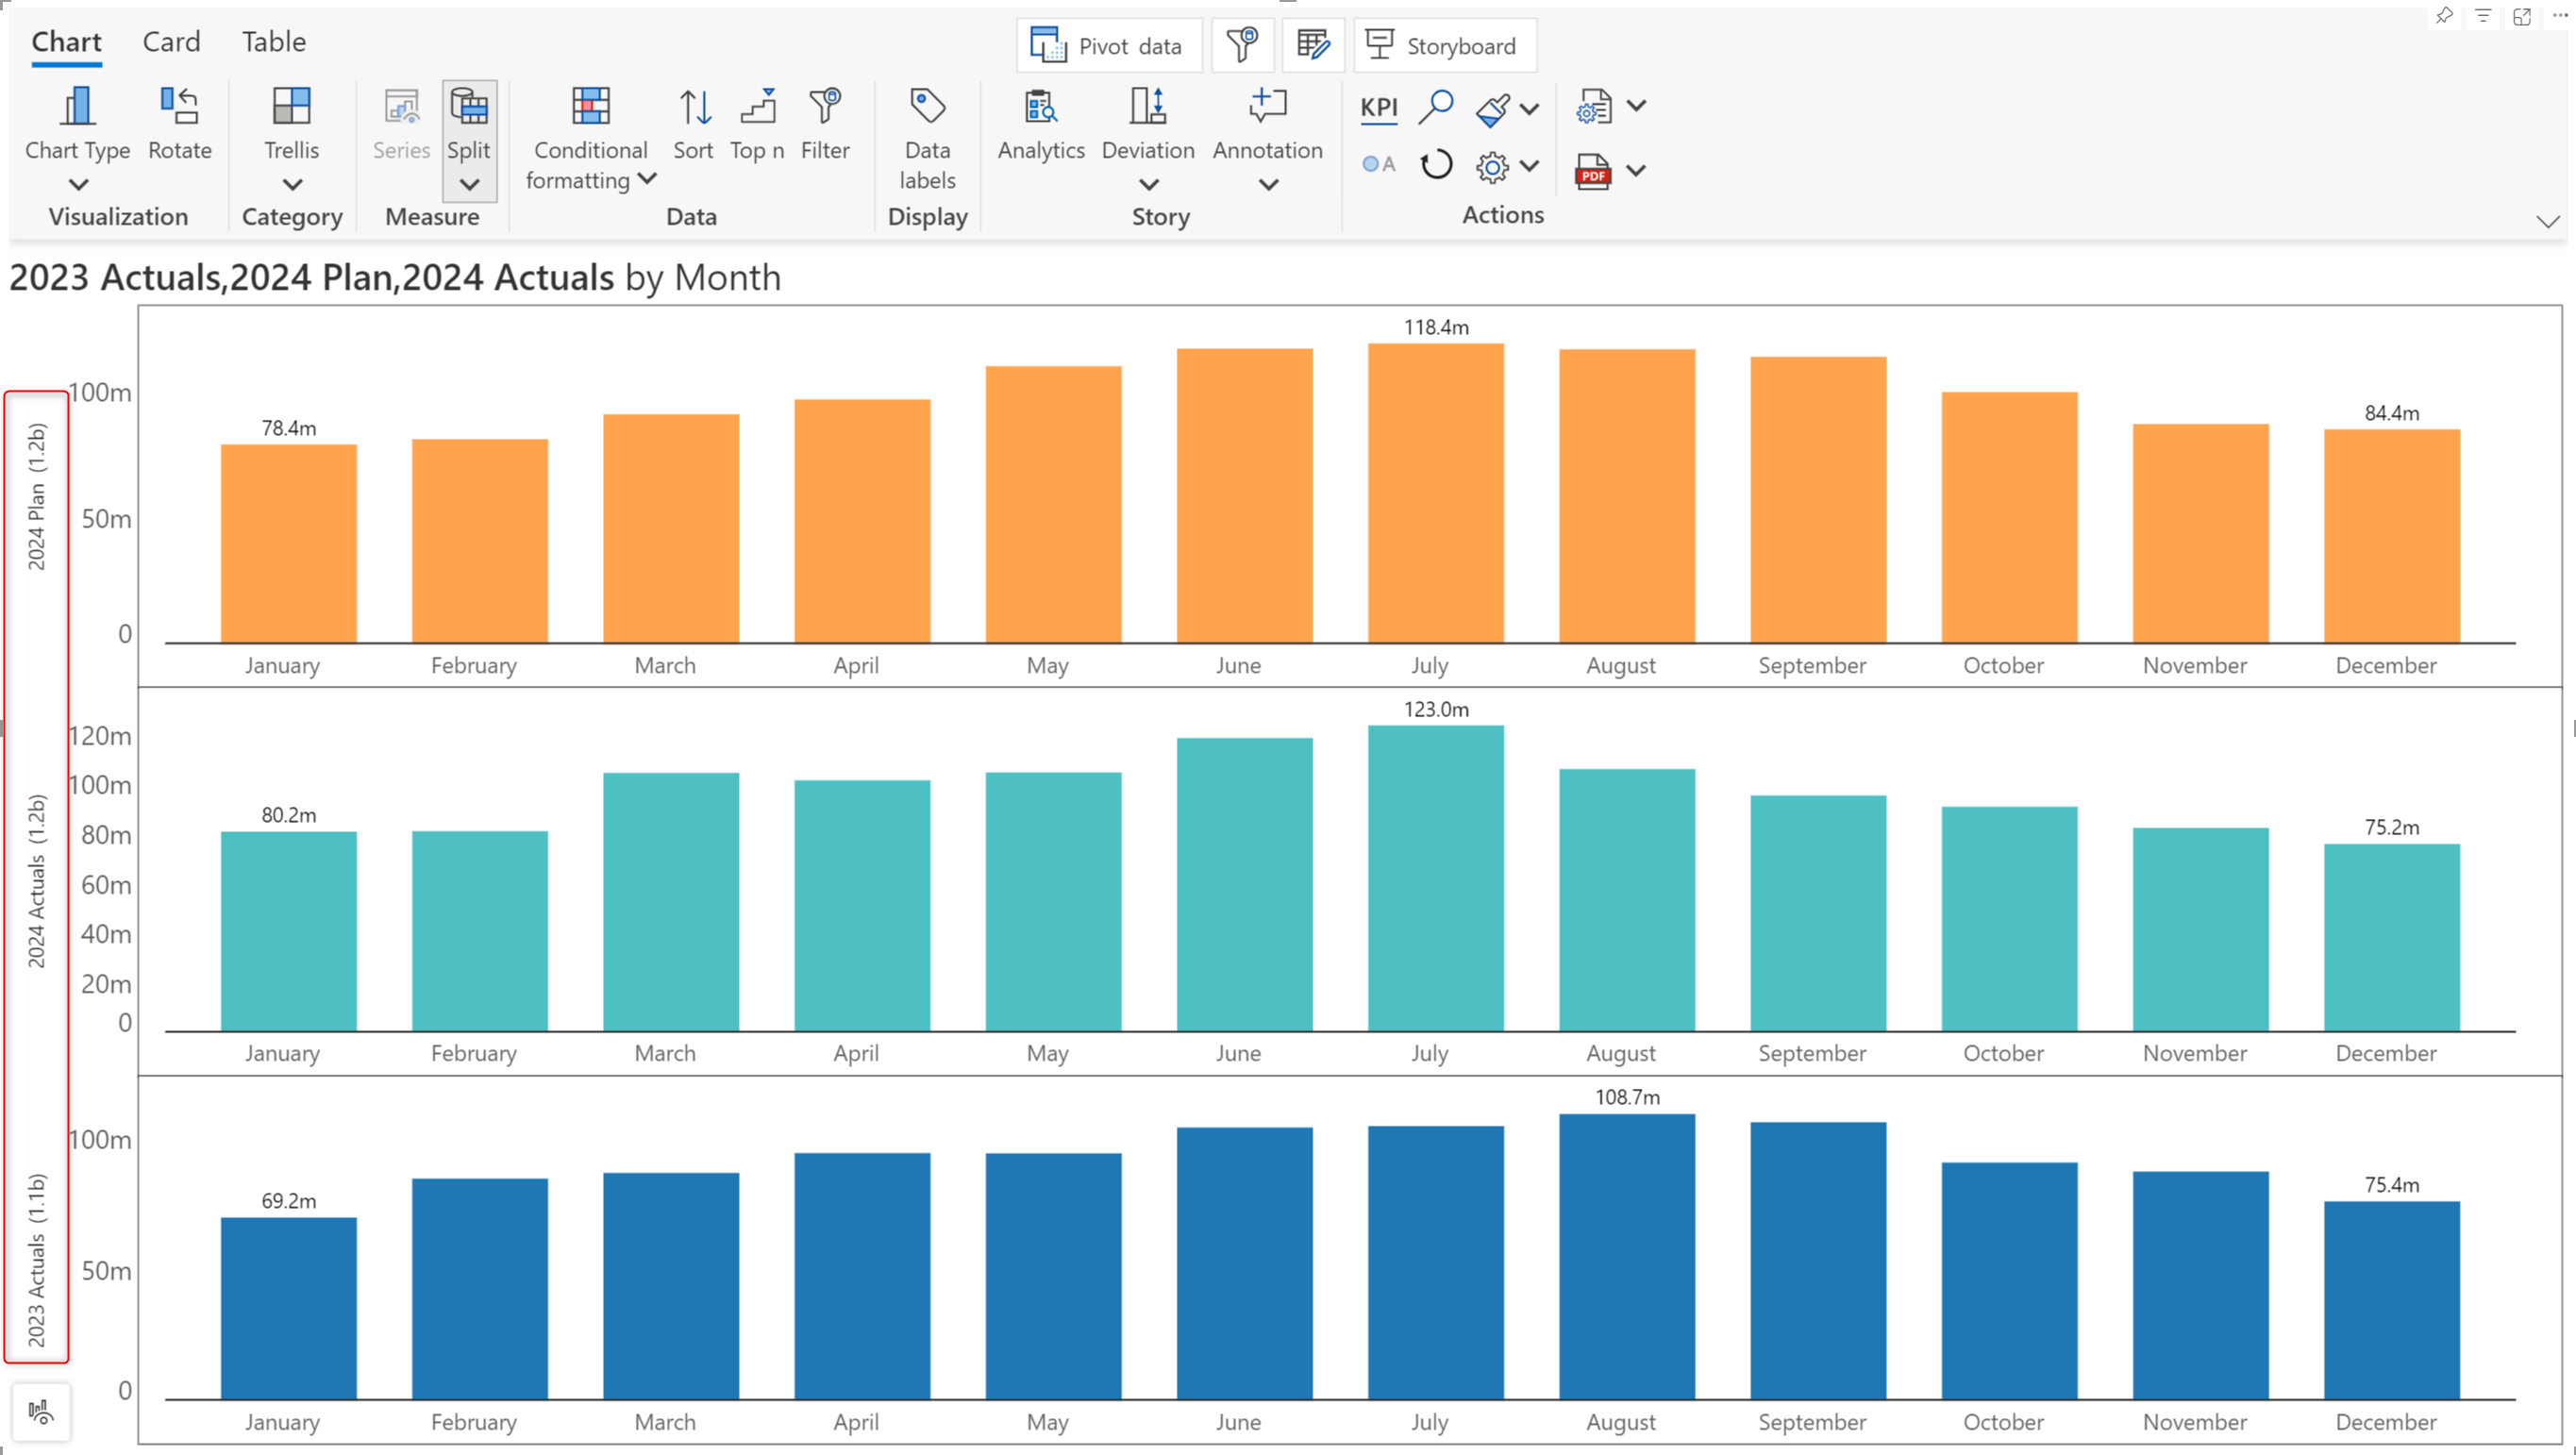 Chart Card Table
Pivot data
Storyboard
Chart Type
Rotate
Trellis
Series
Split
Conditional
formatting
Sort
Top n
Filter
Data
labels
Analytics
Deviation
Annotation
KPI
A
PDF
Visualization
Category
Measure
Data
Display
Story
Actions
2023 Actuals,2024 Plan,2024 Actuals by Month
2024 Plan (1.2b)
100m
50m
0
78.4m
118.4m
84.4m
January February March April May June July August September October November December
2024 Actuals (1.2b)
120m
100m
80m
60m
40m
20m
0
80.2m
123.0m
75.2m
January February March April May June July August September October November December
2023 Actuals (1.1b)
100m
50m
0
69.2m
108.7m
75.4m
January February March April May June July August September October November December